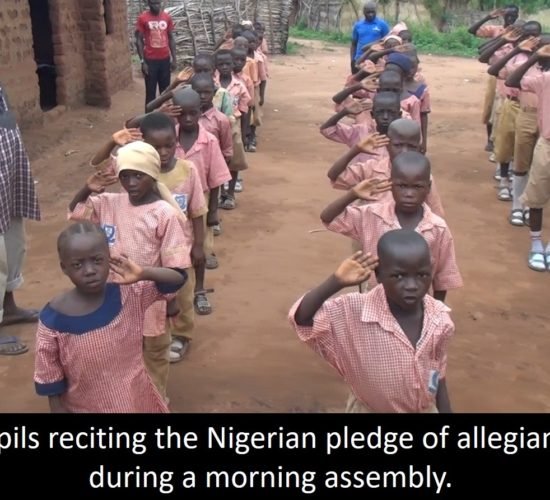 pils reciting the Nigerian pledge of allegian
during a morning assembly.